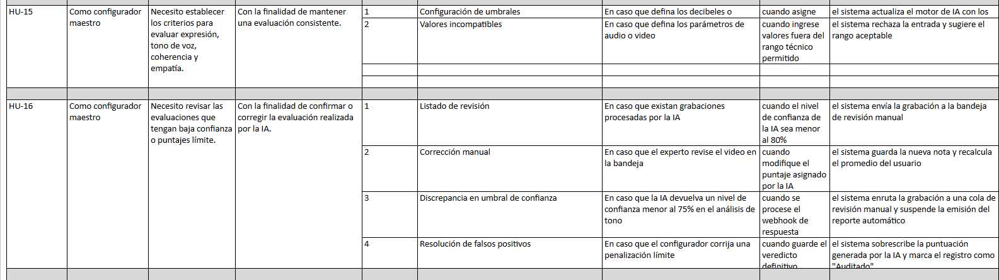 HU-15
Como configurador
maestro
Necesito establecer
los criterios para
evaluar expresión,
tono de voz,
coherencia y
empatía.
Con la finalidad de mantener
una evaluación consistente.
1
Configuración de umbrales
En caso que defina los decibeles o
cuando asigne
el sistema actualiza el motor de IA con los
2
Valores incompatibles
En caso que defina los parámetros de
audio o video
cuando ingrese
valores fuera del
rango técnico
permitido
el sistema rechaza la entrada y sugiere el
rango aceptable
HU-16
Como configurador
maestro
Necesito revisar las
evaluaciones que
tengan baja confianza
o puntajes límite.
Con la finalidad de confirmar o
corregir la evaluación realizada
por la IA.
1
Listado de revisión
En caso que existan grabaciones
procesadas por la IA
cuando el nivel
de confianza de
la IA sea menor
al 80%
el sistema envía la grabación a la bandeja
de revisión manual
2
Corrección manual
En caso que el experto revise el video en
la bandeja
cuando
modifique el
puntaje asignado
por la IA
el sistema guarda la nueva nota y recalcula
el promedio del usuario
3
Discrepancia en umbral de confianza
En caso que la IA devuelva un nivel de
confianza menor al 75% en el análisis de
tono
cuando se
procese el
webhook de
respuesta
el sistema enruta la grabación a una cola de
revisión manual y suspende la emisión del
reporte automático
4
Resolución de falsos positivos
En caso que el configurador corrija una
penalización límite
cuando guarde el
veredicto
definitivo
el sistema sobrescribe la puntuación
generada por la IA y marca el registro como
"Auditado"